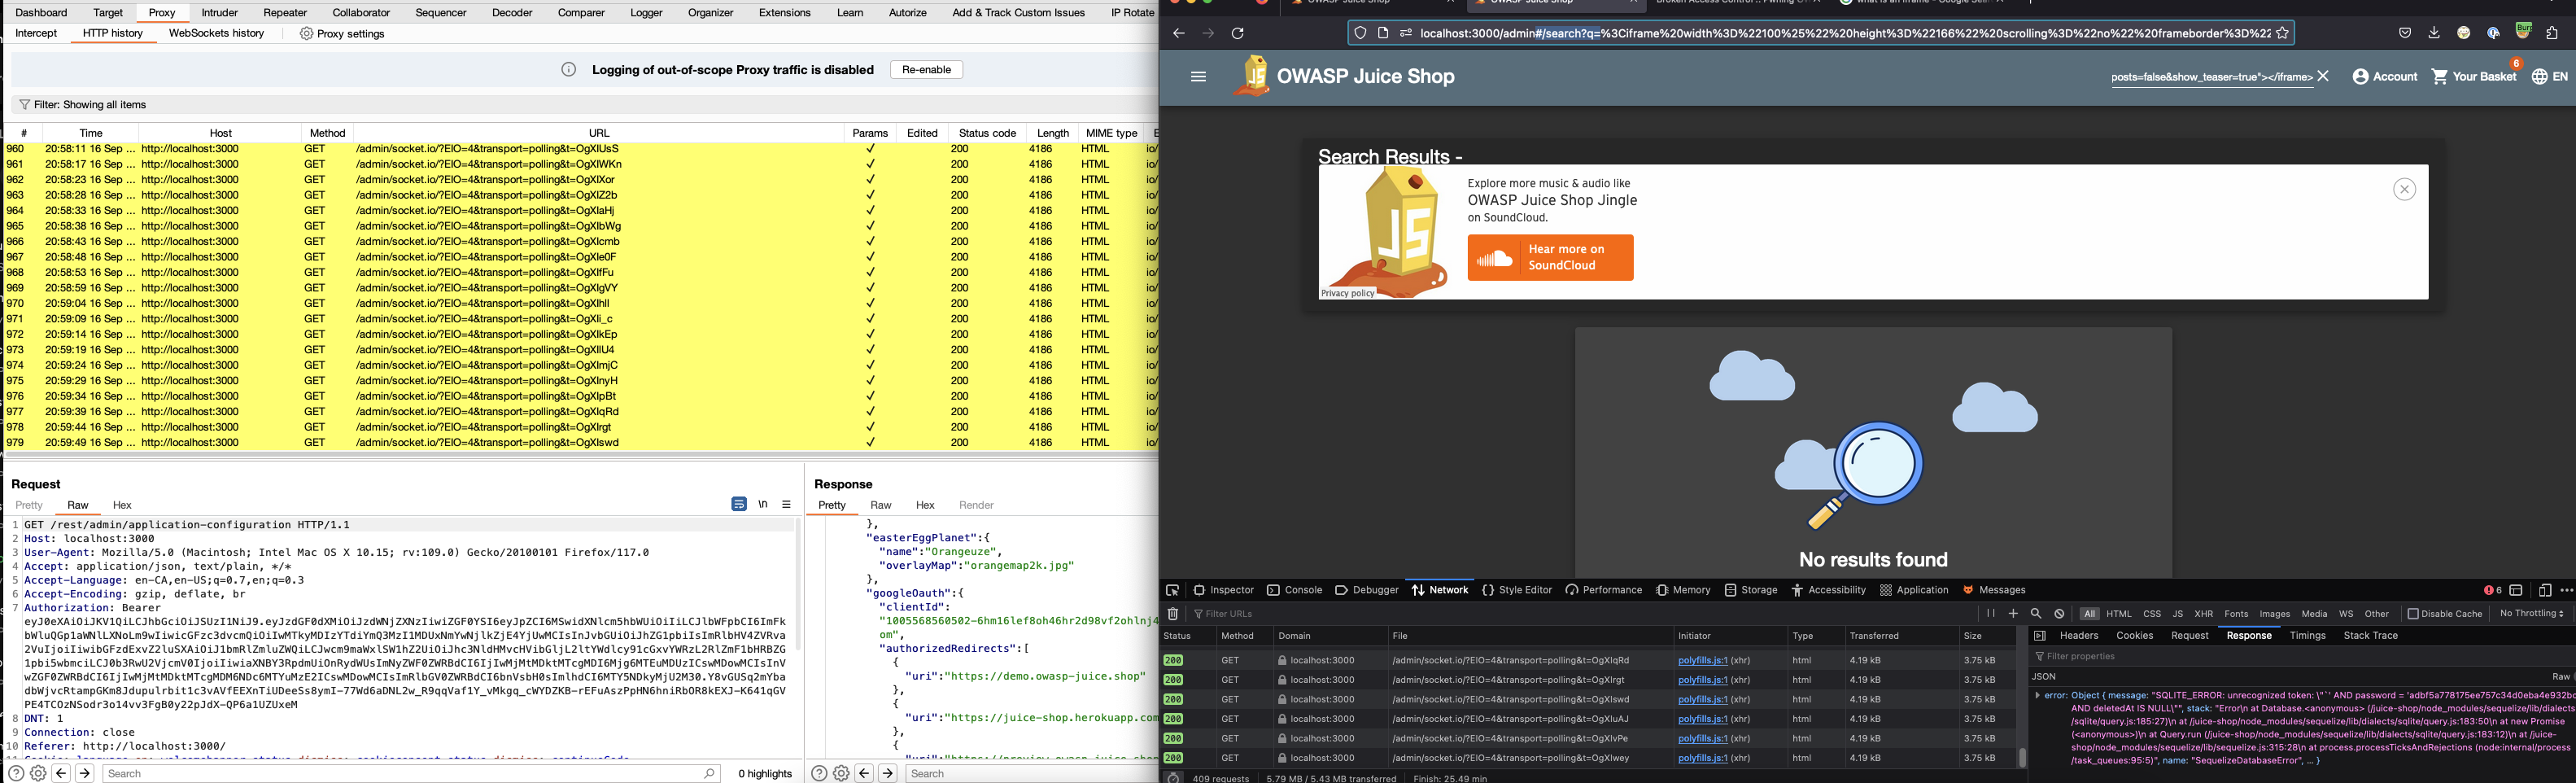 Dashboard Target Proxy Intruder Repeater Collaborator Sequencer Decoder Comparer Logger Organizer Extensions Learn Autorize Add & Track Custom Issues IP Rotate
Intercept HTTP history WebSockets history Proxy settings
Logging of out-of-scope Proxy traffic is disabled Re-enable
Filter: Showing all items
# Time Host Method URL Params Edited Status code Length MIME type
960 20:58:11 16 Sep ... http://localhost:3000 GET /admin/socket.io/?EIO=4&transport=polling&t=OgXIUsS ✓ 200 4186 HTML io/
961 20:58:17 16 Sep ... http://localhost:3000 GET /admin/socket.io/?EIO=4&transport=polling&t=OgXIWKn ✓ 200 4186 HTML io/
962 20:58:23 16 Sep ... http://localhost:3000 GET /admin/socket.io/?EIO=4&transport=polling&t=OgXIXor ✓ 200 4186 HTML io/
963 20:58:28 16 Sep ... http://localhost:3000 GET /admin/socket.io/?EIO=4&transport=polling&t=OgXIZ2b ✓ 200 4186 HTML io/
964 20:58:33 16 Sep ... http://localhost:3000 GET /admin/socket.io/?EIO=4&transport=polling&t=OgXIaHj ✓ 200 4186 HTML io/
965 20:58:38 16 Sep ... http://localhost:3000 GET /admin/socket.io/?EIO=4&transport=polling&t=OgXIbWg ✓ 200 4186 HTML io/
966 20:58:43 16 Sep ... http://localhost:3000 GET /admin/socket.io/?EIO=4&transport=polling&t=OgXIcmb ✓ 200 4186 HTML io/
967 20:58:48 16 Sep ... http://localhost:3000 GET /admin/socket.io/?EIO=4&transport=polling&t=OgXIe0F ✓ 200 4186 HTML io/
968 20:58:53 16 Sep ... http://localhost:3000 GET /admin/socket.io/?EIO=4&transport=polling&t=OgXIfFu ✓ 200 4186 HTML io/
969 20:58:59 16 Sep ... http://localhost:3000 GET /admin/socket.io/?EIO=4&transport=polling&t=OgXIgVY ✓ 200 4186 HTML io/
970 20:59:04 16 Sep ... http://localhost:3000 GET /admin/socket.io/?EIO=4&transport=polling&t=OgXIhlI ✓ 200 4186 HTML io/
971 20:59:09 16 Sep ... http://localhost:3000 GET /admin/socket.io/?EIO=4&transport=polling&t=OgXIi_c ✓ 200 4186 HTML io/
972 20:59:14 16 Sep ... http://localhost:3000 GET /admin/socket.io/?EIO=4&transport=polling&t=OgXIkEp ✓ 200 4186 HTML io/
973 20:59:19 16 Sep ... http://localhost:3000 GET /admin/socket.io/?EIO=4&transport=polling&t=OgXIlU4 ✓ 200 4186 HTML io/
974 20:59:24 16 Sep ... http://localhost:3000 GET /admin/socket.io/?EIO=4&transport=polling&t=OgXImjC ✓ 200 4186 HTML io/
975 20:59:29 16 Sep ... http://localhost:3000 GET /admin/socket.io/?EIO=4&transport=polling&t=OgXInyH ✓ 200 4186 HTML io/
976 20:59:34 16 Sep ... http://localhost:3000 GET /admin/socket.io/?EIO=4&transport=polling&t=OgXIpBt ✓ 200 4186 HTML io/
977 20:59:39 16 Sep ... http://localhost:3000 GET /admin/socket.io/?EIO=4&transport=polling&t=OgXIqRd ✓ 200 4186 HTML io/
978 20:59:44 16 Sep ... http://localhost:3000 GET /admin/socket.io/?EIO=4&transport=polling&t=OgXIrgt ✓ 200 4186 HTML io/
979 20:59:49 16 Sep ... http://localhost:3000 GET /admin/socket.io/?EIO=4&transport=polling&t=OgXIswd ✓ 200 4186 HTML io/
Request
Pretty Raw Hex
\n
1 GET /rest/admin/application-configuration HTTP/1.1
2 Host: localhost:3000
3 User-Agent: Mozilla/5.0 (Macintosh; Intel Mac OS X 10.15; rv:109.0) Gecko/20100101 Firefox/117.0
4 Accept: application/json, text/plain, */*
5 Accept-Language: en-CA,en-US;q=0.7,en;q=0.3
6 Accept-Encoding: gzip, deflate, br
7 Authorization: Bearer
8 DNT: 1
9 Connection: close
10 Referer: http://localhost:3000/
Search 0 highlights
Response
Pretty Raw Hex Render
},
"easterEggPlanet":{
"name":"Orangeuze",
"overlayMap":"orangemap2k.jpg"
},
"googleOauth":{
"clientId":
"1005568560502-6hm16lef8oh46hr2d98vf2ohlnj4
om",
"authorizedRedirects":[
{
"uri":"https://demo.owasp-juice.shop"
},
{
"uri":"https://juice-shop.herokuapp.com
},
{
Search
localhost:3000/admin#/search?q=%3Ciframe%20width%3D%22100%25%22%20height%3D%22166%22%20scrolling%3D%22no%22%20frameborder%3D%22
OWASP Juice Shop
posts=false&show_teaser=true"></iframe>
Account
Your Basket
6
EN
Search Results -
JS
Explore more music & audio like
OWASP Juice Shop Jingle
on SoundCloud.
Hear more on
SoundCloud
Privacy policy
No results found
Inspector Console Debugger Network Style Editor Performance Memory Storage Accessibility Application Messages 6
Filter URLs
All HTML CSS JS XHR Fonts Images Media WS Other Disable Cache No Throttling
Status Method Domain File Initiator Type Transferred Size
200 GET localhost:3000 /admin/socket.io/?EIO=4&transport=polling&t=OgXIqRd polyfills.js:1 (xhr) html 4.19 kB 3.75 kB
200 GET localhost:3000 /admin/socket.io/?EIO=4&transport=polling&t=OgXIrgt polyfills.js:1 (xhr) html 4.19 kB 3.75 kB
200 GET localhost:3000 /admin/socket.io/?EIO=4&transport=polling&t=OgXIswd polyfills.js:1 (xhr) html 4.19 kB 3.75 kB
200 GET localhost:3000 /admin/socket.io/?EIO=4&transport=polling&t=OgXIuAJ polyfills.js:1 (xhr) html 4.19 kB 3.75 kB
200 GET localhost:3000 /admin/socket.io/?EIO=4&transport=polling&t=OgXIvPe polyfills.js:1 (xhr) html 4.19 kB 3.75 kB
200 GET localhost:3000 /admin/socket.io/?EIO=4&transport=polling&t=OgXIwey polyfills.js:1 (xhr) html 4.19 kB 3.75 kB
409 requests 5.79 MB / 5.43 MB transferred Finish: 25.49 min
Headers Cookies Request Response Timings Stack Trace
Filter properties
JSON Raw
error: Object { message: "SQLITE_ERROR: unrecognized token: \"`' AND password = 'adbf5a778175ee757c34d0eba4e932bc
AND deletedAt IS NULL\"", stack: "Error\n at Database.<anonymous> (/juice-shop/node_modules/sequelize/lib/dialects
/sqlite/query.js:185:27)\n at /juice-shop/node_modules/sequelize/lib/dialects/sqlite/query.js:183:50\n at new Promise
(<anonymous>)\n at Query.run (/juice-shop/node_modules/sequelize/lib/dialects/sqlite/query.js:183:12)\n at /juice-
shop/node_modules/sequelize/lib/sequelize.js:315:28\n at process.processTicksAndRejections (node:internal/process
/task_queues:95:5)", name: "SequelizeDatabaseError", … }